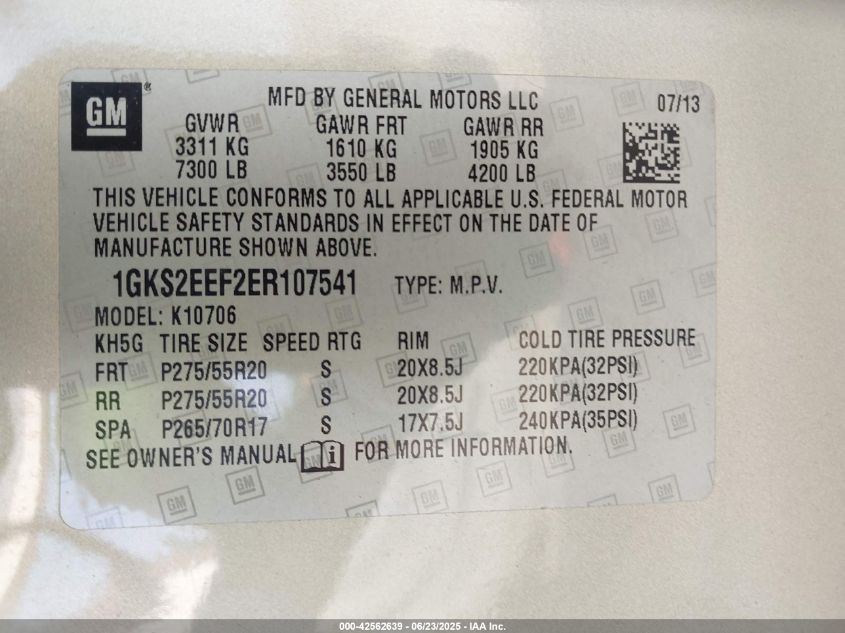 GM ®
MFD BY GENERAL MOTORS LLC 07/13
GVWR GAWR FRT GAWR RR
3311 KG 1610 KG 1905 KG
7300 LB 3550 LB 4200 LB
THIS VEHICLE CONFORMS TO ALL APPLICABLE U.S. FEDERAL MOTOR
VEHICLE SAFETY STANDARDS IN EFFECT ON THE DATE OF
MANUFACTURE SHOWN ABOVE.
1GKS2EEF2ER107541 TYPE: M.P.V.
MODEL: K10706
KH5G TIRE SIZE SPEED RTG RIM COLD TIRE PRESSURE
FRT P275/55R20 S 20X8.5J 220KPA(32PSI)
RR P275/55R20 S 20X8.5J 220KPA(32PSI)
SPA P265/70R17 S 17X7.5J 240KPA(35PSI)
SEE OWNER'S MANUAL i FOR MORE INFORMATION.
000-42562639 - 06/23/2025 - IAA Inc.